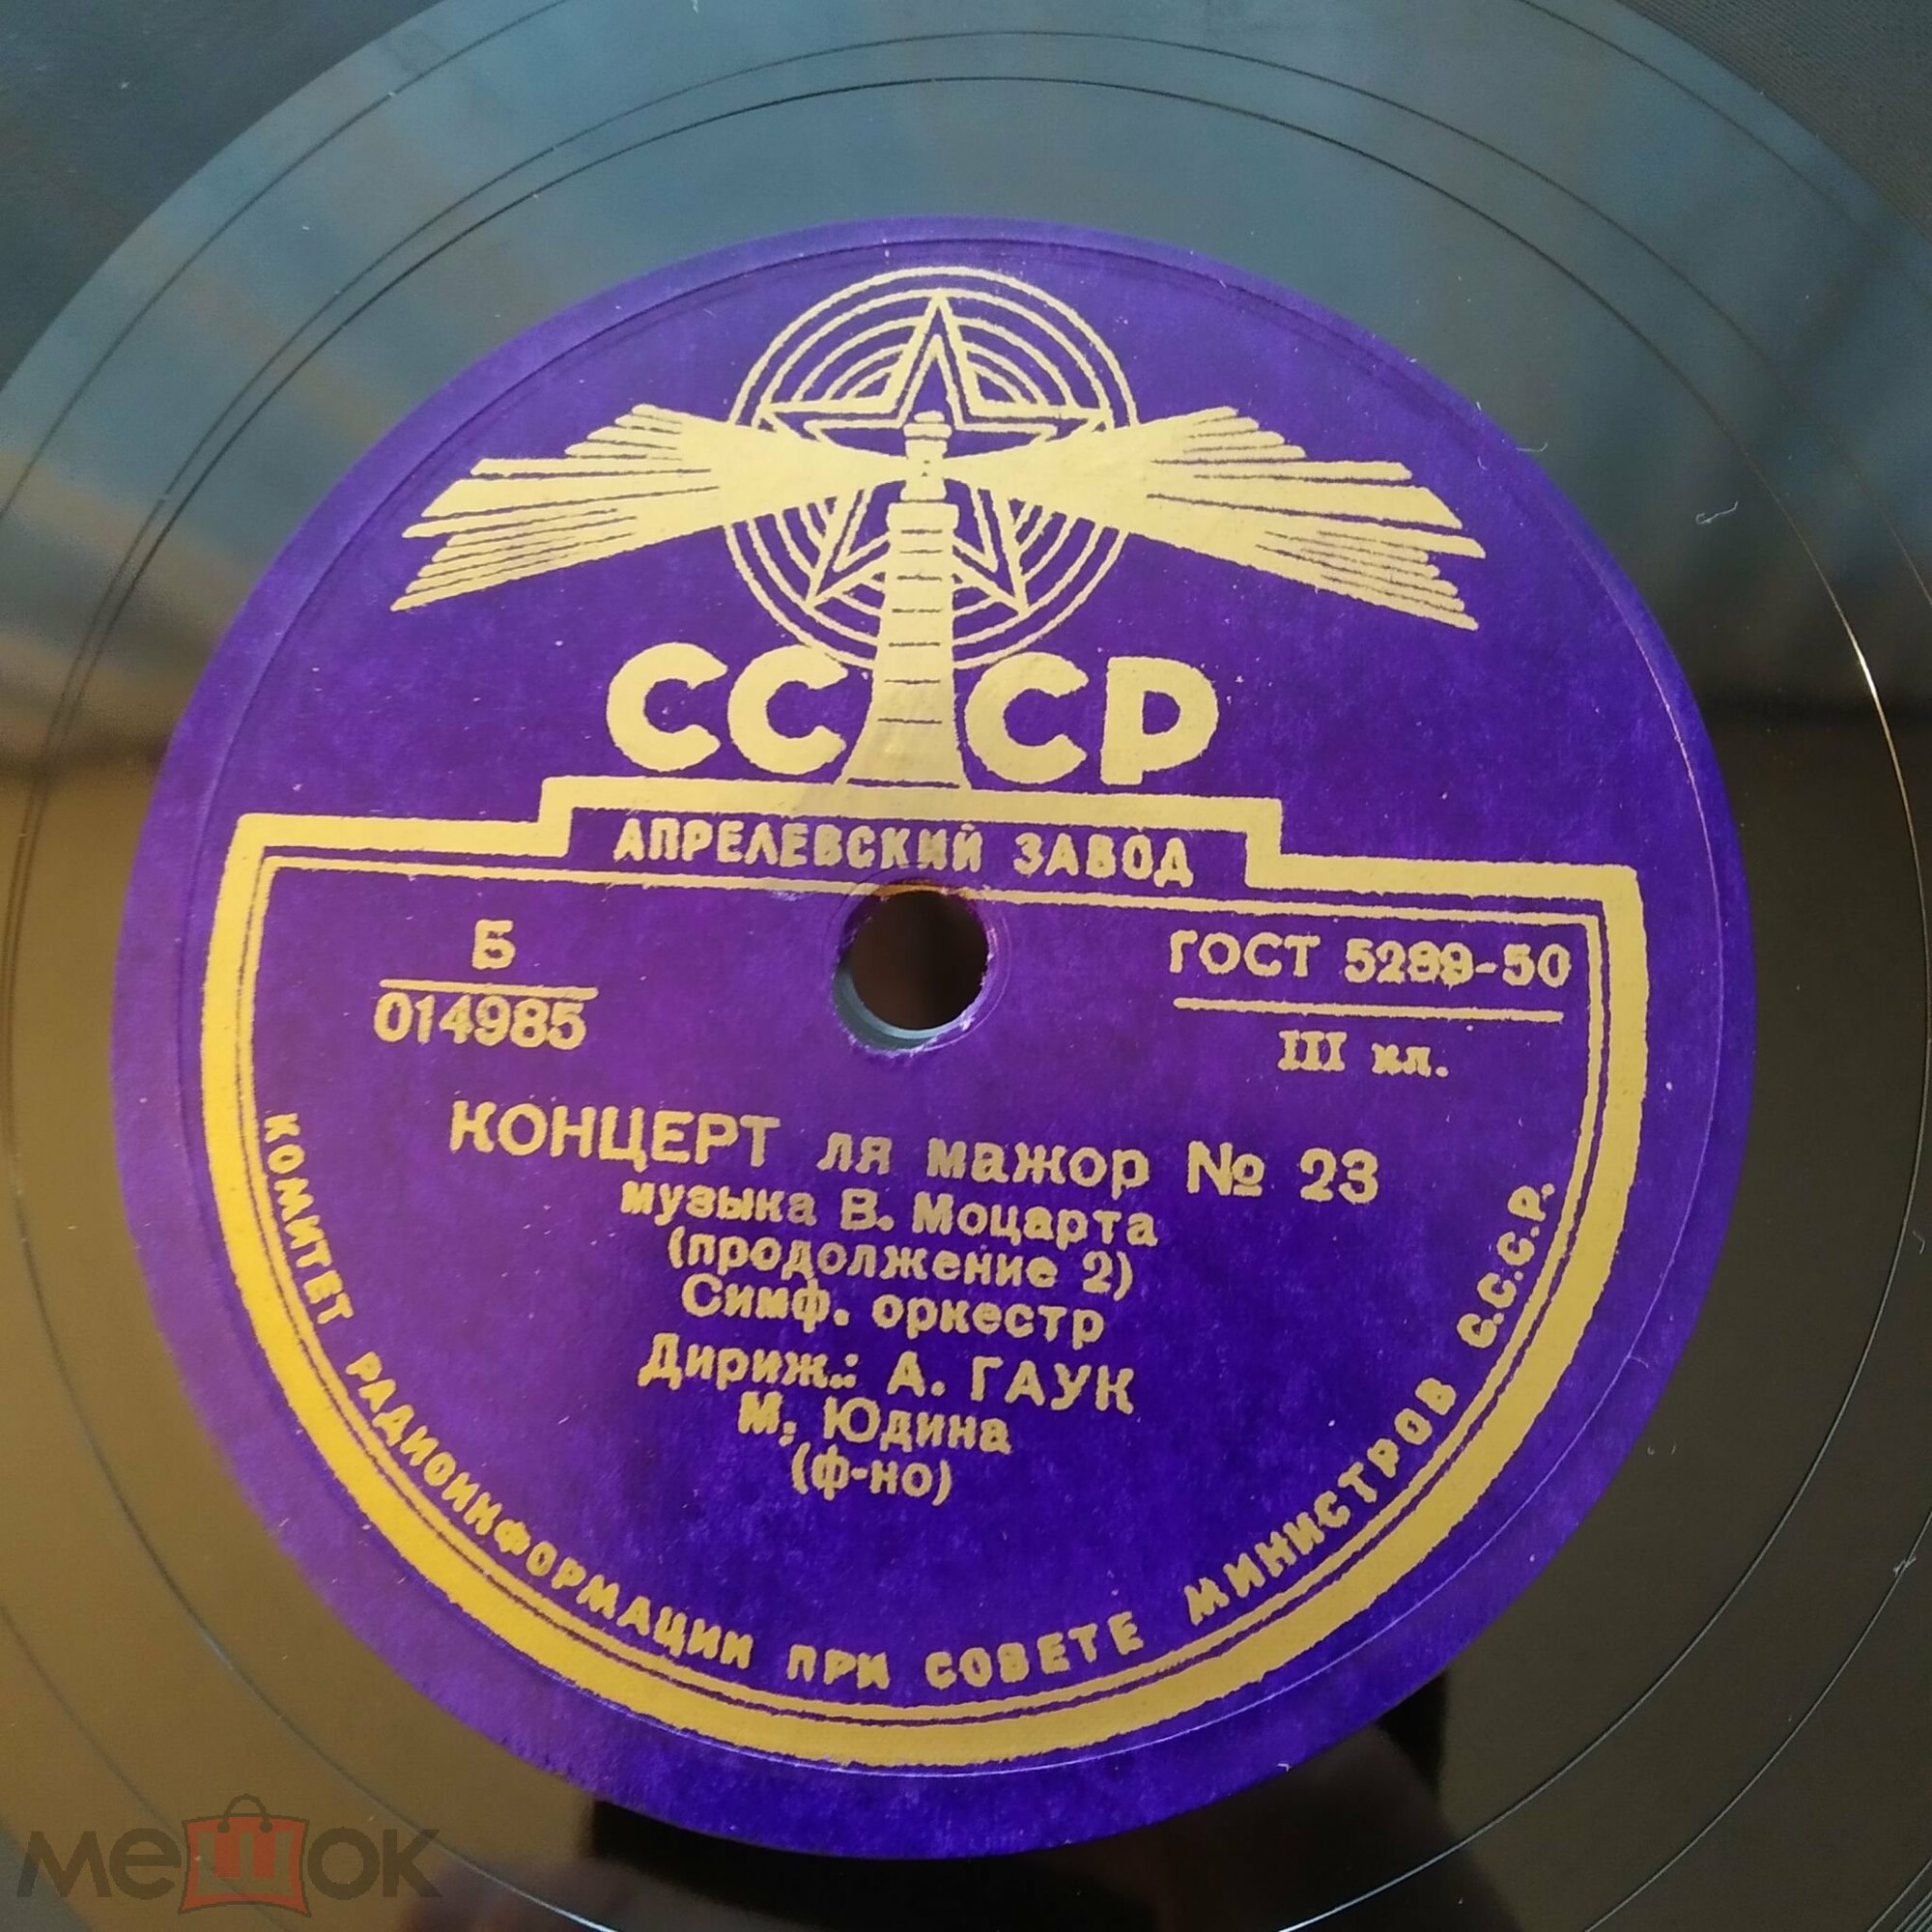 СССР
АПРЕЛЕВСКИЙ ЗАВОД
Б
014985
ГОСТ 5289-50
III кл.
КОНЦЕРТ ля мажор № 23
музыка В. Моцарта
(продолжение 2)
Симф. оркестр
Дириж.: А. ГАУК
М. Юдина
(ф-но)
КОМИТЕТ РАДИОИНФОРМАЦИИ ПРИ СОВЕТЕ МИНИСТРОВ С.С.С.Р.
мешок